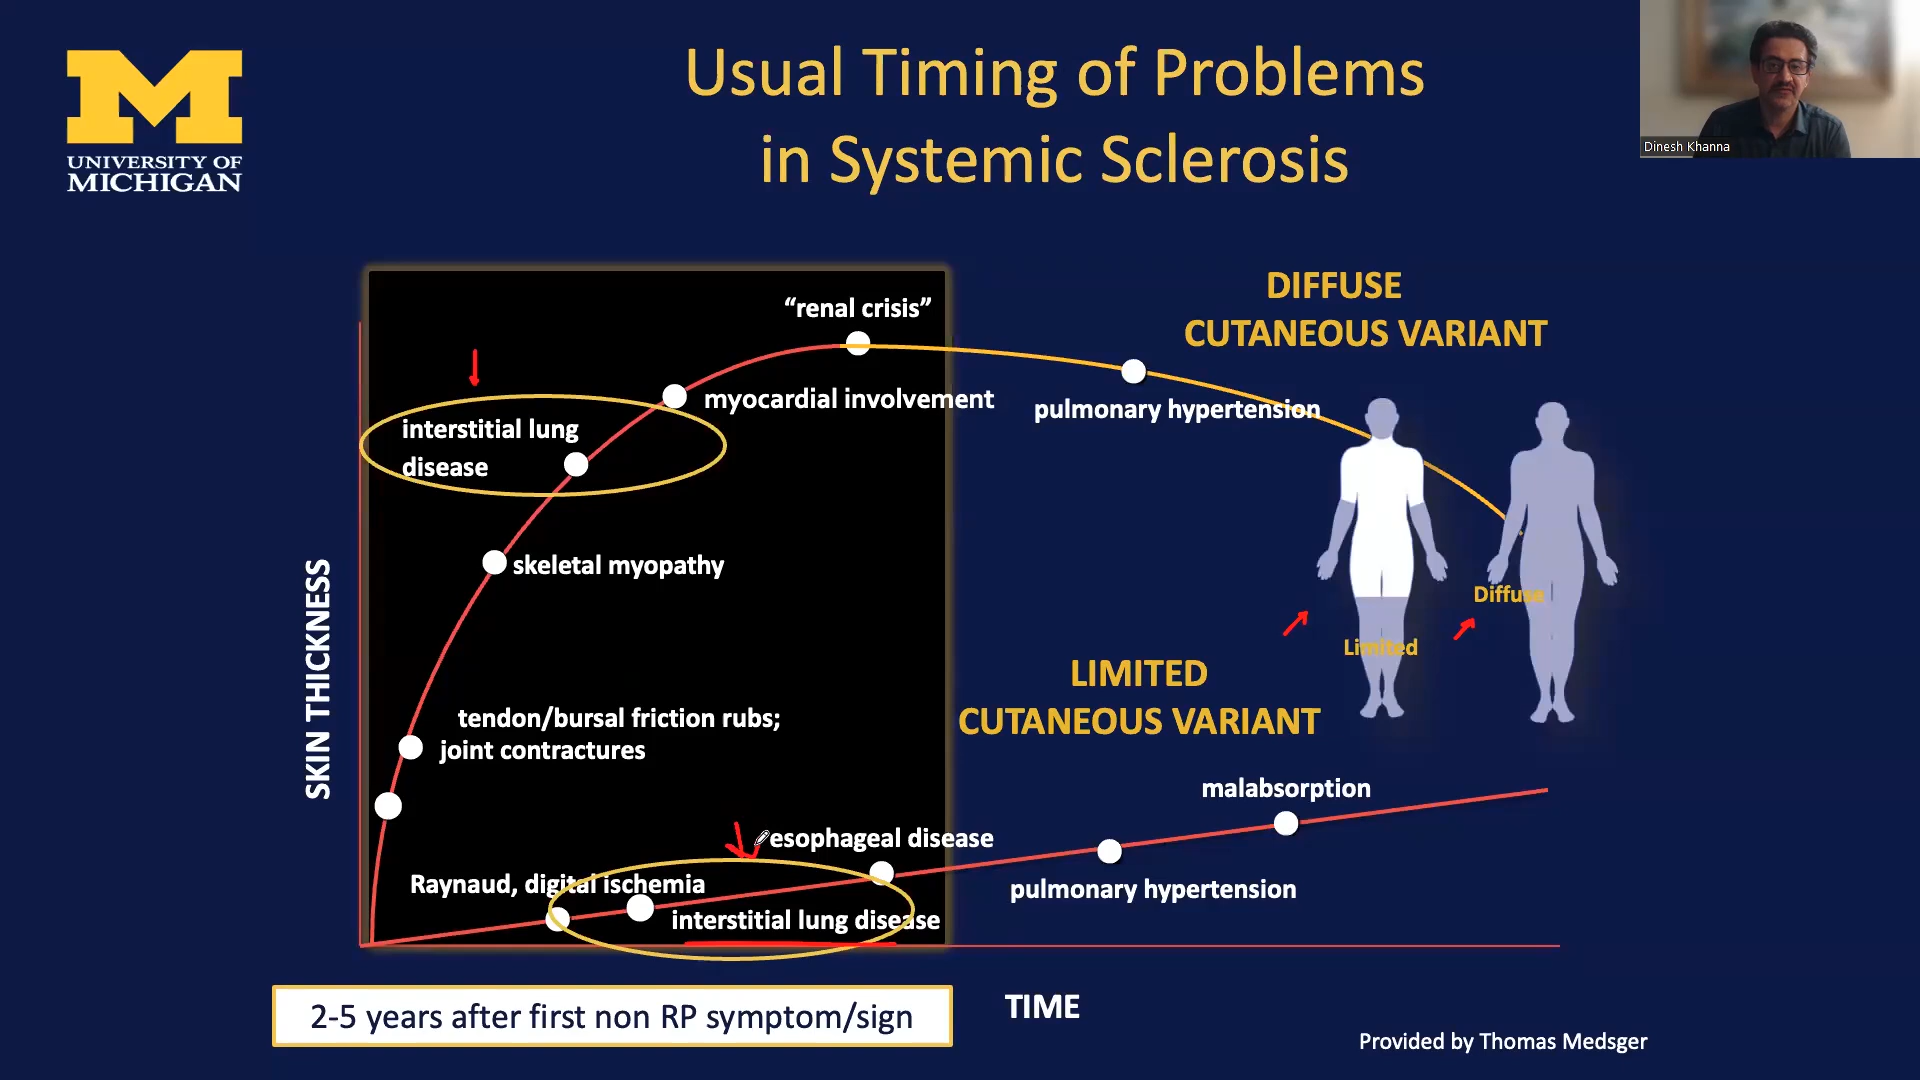 UNIVERSITY OF
MICHIGAN
Usual Timing of Problems
in Systemic Sclerosis
Dinesh Khanna
DIFFUSE
CUTANEOUS VARIANT
“renal crisis”
myocardial involvement
pulmonary hypertension
interstitial lung
disease
skeletal myopathy
Diffuse
Limited
SKIN THICKNESS
tendon/bursal friction rubs;
joint contractures
LIMITED
CUTANEOUS VARIANT
malabsorption
esophageal disease
Raynaud, digital ischemia
pulmonary hypertension
interstitial lung disease
2-5 years after first non RP symptom/sign
TIME
Provided by Thomas Medsger